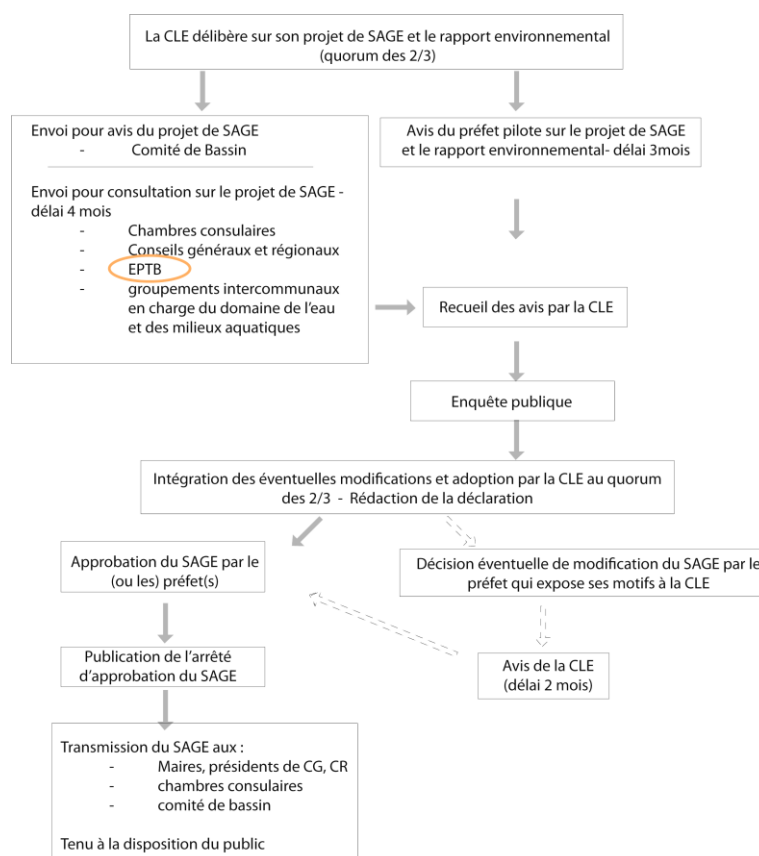 La CLE délibère sur son projet de SAGE et le rapport environnemental
(quorum des 2/3)
Envoi pour avis du projet de SAGE
- Comité de Bassin
Envoi pour consultation sur le projet de SAGE -
délai 4 mois
- Chambres consulaires
- Conseils généraux et régionaux
- EPTB
- groupements intercommunaux
en charge du domaine de l'eau
et des milieux aquatiques
Avis du préfet pilote sur le projet de SAGE
et le rapport environnemental- délai 3mois
Recueil des avis par la CLE
Enquête publique
Intégration des éventuelles modifications et adoption par la CLE au quorum
des 2/3 - Rédaction de la déclaration
Approbation du SAGE par le
(ou les) préfet(s)
Décision éventuelle de modification du SAGE par le
préfet qui expose ses motifs à la CLE
Publication de l'arrêté
d'approbation du SAGE
Avis de la CLE
(délai 2 mois)
Transmission du SAGE aux :
- Maires, présidents de CG, CR
- chambres consulaires
- comité de bassin
Tenu à la disposition du public